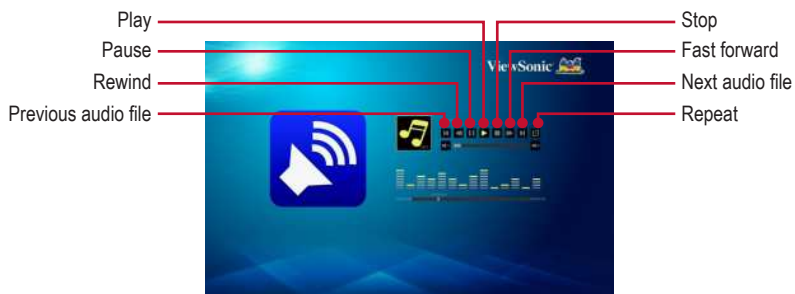 Play
Pause
Rewind
Previous audio file
Stop
Fast forward
Next audio file
Repeat
ViewSonic